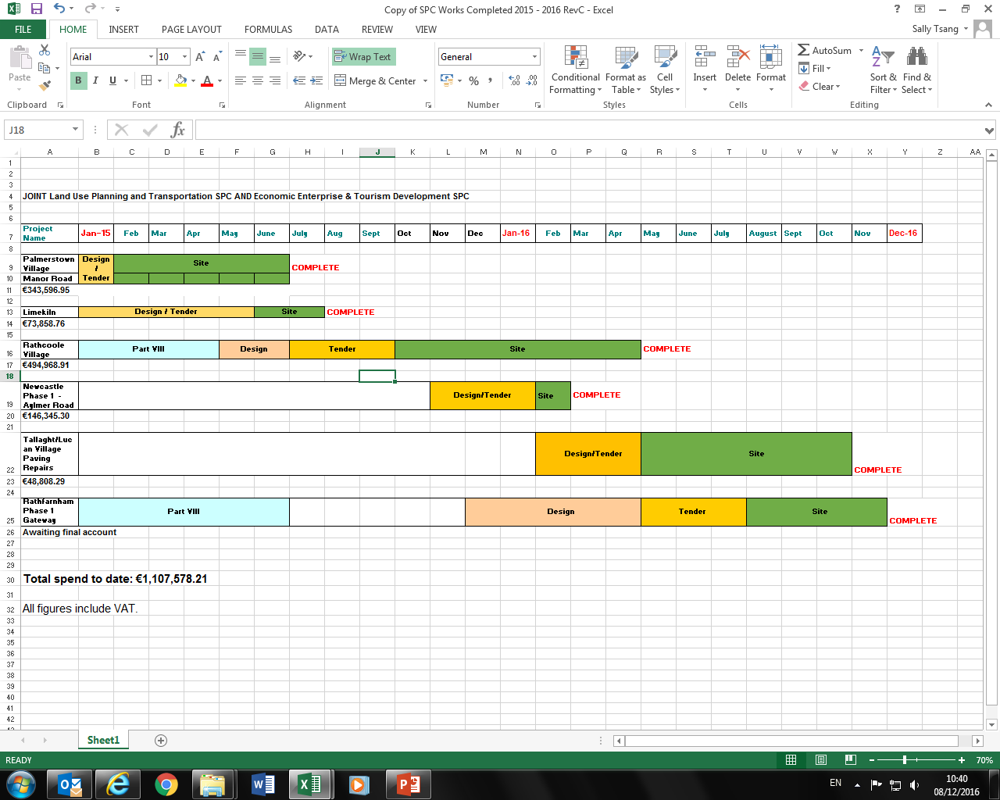 Copy of SPC Works Completed 2015 - 2016 RevC - Excel
FILE HOME INSERT PAGE LAYOUT FORMULAS DATA REVIEW VIEW Sally Tsang
Paste Arial 10 Wrap Text General Conditional Formatting Format as Table Cell Styles Insert Delete Format AutoSum Fill Clear Sort & Filter Find & Select
B I U Merge & Center % ,
Clipboard Font Alignment Number Styles Cells Editing
J18 fx
A B C D E F G H I J K L M N O P Q R S T U V W X Y Z AA
1
2
3
4 JOINT Land Use Planning and Transportation SPC AND Economic Enterprise & Tourism Development SPC
5
6
7 Project Name Jan-15 Feb Mar Apr May June July Aug Sept Oct Nov Dec Jan-16 Feb Mar Apr May June July August Sept Oct Nov Dec-16
8
9 Palmerstown Village Design / Tender Site COMPLETE
10 Manor Road
11 €343,596.95
12
13 Limekiln Design / Tender Site COMPLETE
14 €73,858.76
15
16 Rathcoole Village Part VIII Design Tender Site COMPLETE
17 €494,968.91
18
19 Newcastle Phase 1 - Aylmer Road Design/Tender Site COMPLETE
20 €146,345.30
21
22 Tallaght/Lucan Village Paving Repairs Design/Tender Site COMPLETE
23 €48,808.29
24
25 Rathfarnham Phase 1 Gateway Part VIII Design Tender Site COMPLETE
26 Awaiting final account
27
28
29
30 Total spend to date: €1,107,578.21
31
32 All figures include VAT.
33
34
35
36
37
38
39
40
41
42
Sheet1
READY 70%
EN 10:40
08/12/2016